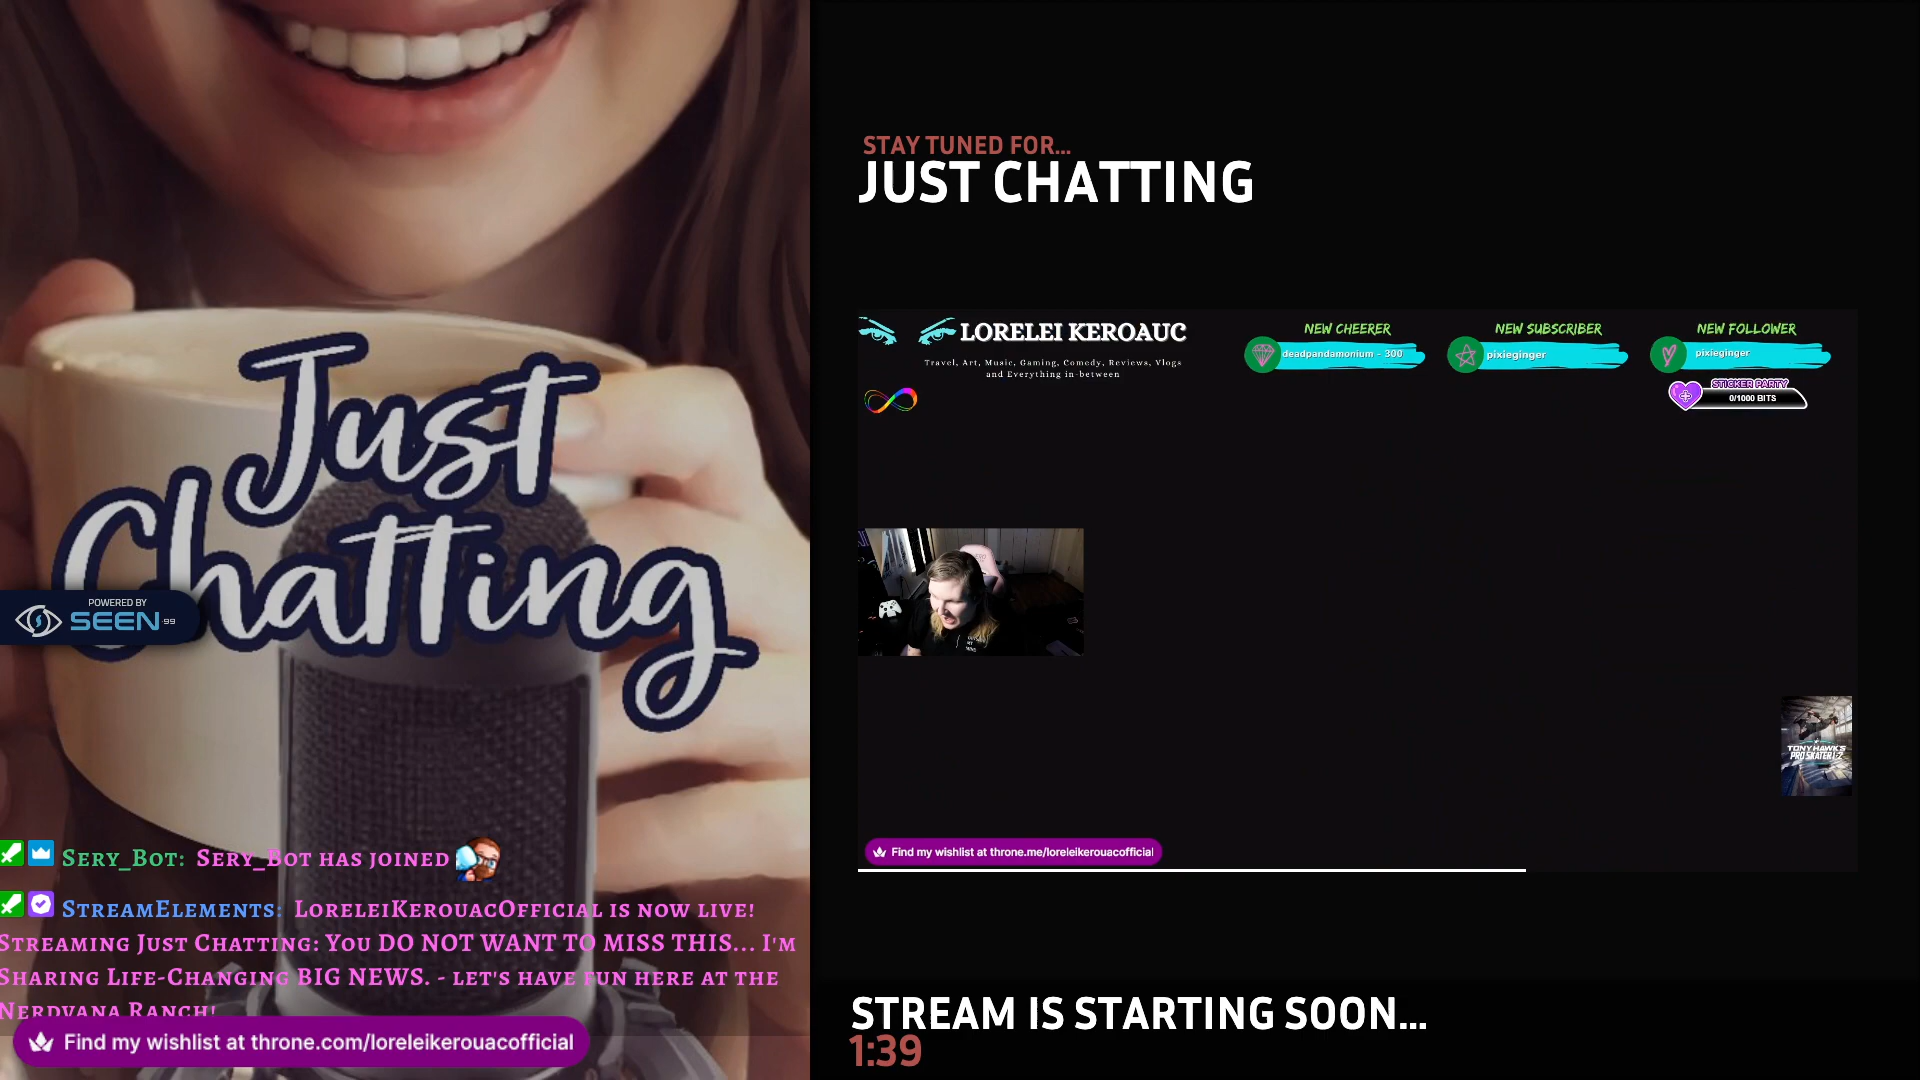 Just
Chatting
POWERED BY
SEEN.99
Sery_Bot: Sery_Bot has joined
StreamElements: LoreleiKerouacOfficial is now live!
Streaming Just Chatting: You DO NOT WANT TO MISS THIS... I'm
Sharing Life-Changing BIG NEWS. - let's have fun here at the
Nerdvana Ranch!
Find my wishlist at throne.com/loreleikerouacofficial
STAY TUNED FOR...
JUST CHATTING
LORELEI KEROAUC
Travel, Art, Music, Gaming, Comedy, Reviews, Vlogs
and Everything in-between
NEW CHEERER
deadpandamonium - 300
NEW SUBSCRIBER
pixieginger
NEW FOLLOWER
pixieginger
STICKER PARTY
0/1000 BITS
TONY HAWK'S
PRO SKATER 1+2
Find my wishlist at throne.me/loreleikerouacofficial
STREAM IS STARTING SOON...
1:39